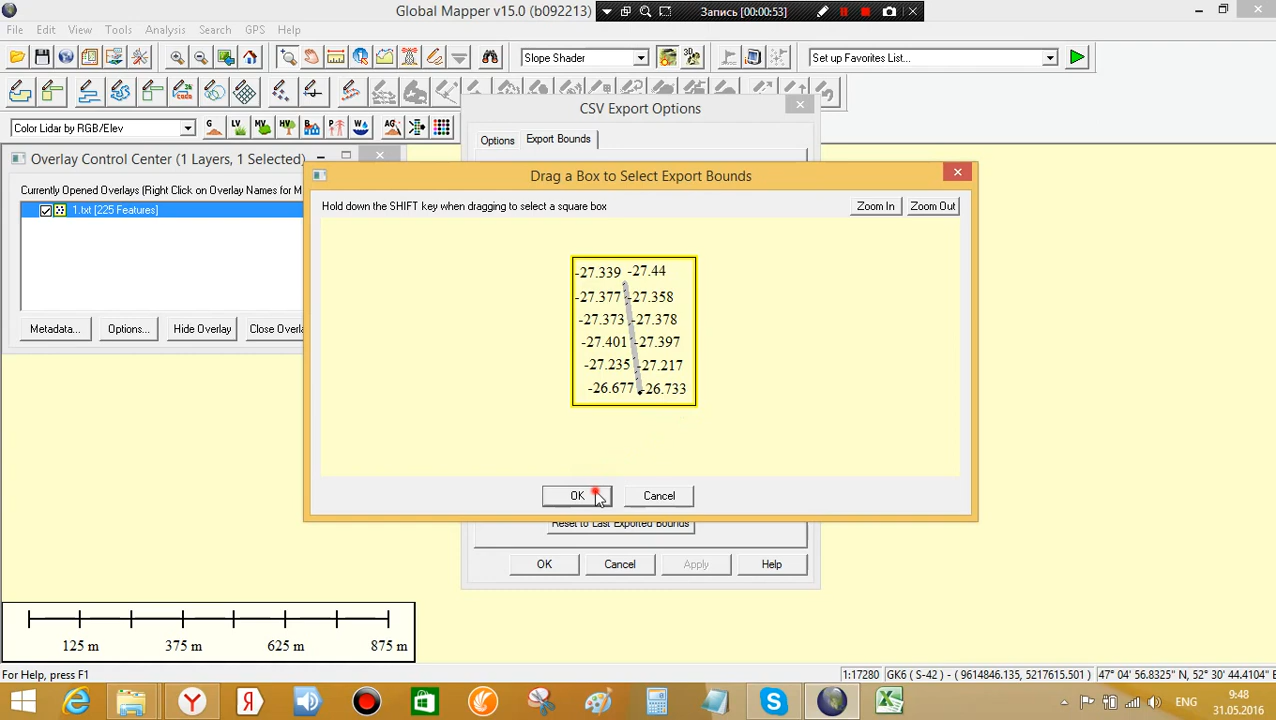 Global Mapper v15.0 (b092213)
Запись [00:00:53]
File Edit View Tools Analysis Search GPS Help
Slope Shader
Set up Favorites List...
Color Lidar by RGB/Elev
CSV Export Options
Options Export Bounds
Overlay Control Center (1 Layers, 1 Selected)
Currently Opened Overlays (Right Click on Overlay Names for M
1.txt [225 Features]
Metadata... Options... Hide Overlay Close Overla
Drag a Box to Select Export Bounds
Hold down the SHIFT key when dragging to select a square box
Zoom In Zoom Out
-27.339 -27.44
-27.377 -27.358
-27.373 -27.378
-27.401 -27.397
-27.235 -27.217
-26.677 -26.733
OK Cancel
Reset to Last Exported Bounds
OK Cancel Apply Help
125 m 375 m 625 m 875 m
For Help, press F1
1:17280 GK6 ( S-42) - ( 9614846.135, 5217615.501 ) 47° 04' 56.8325" N, 52° 30' 44.4104" E
ENG
9:48
31.05.2016